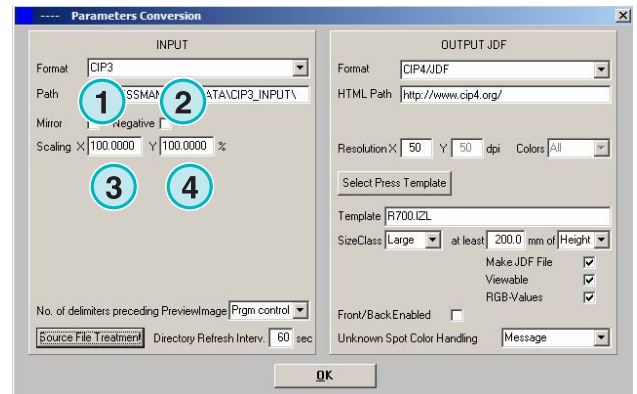 ---- Parameters Conversion
INPUT
Format CIP3
Path ATA\CIP3_INPUT\
1 2
Mirror Negative
Scaling X 100.0000 Y 100.0000 %
3 4
No. of delimiters preceding PreviewImage Prgm control
Source File Treatment Directory Refresh Interv. 60 sec
OUTPUT JDF
Format CIP4/JDF
HTML Path http://www.cip4.org/
Resolution X 50 Y 50 dpi Colors All
Select Press Template
Template R700.IZL
SizeClass Large at least 200.0 mm of Height
Make JDF File
Viewable
RGB-Values
Front/Back Enabled
Unknown Spot Color Handling Message
OK